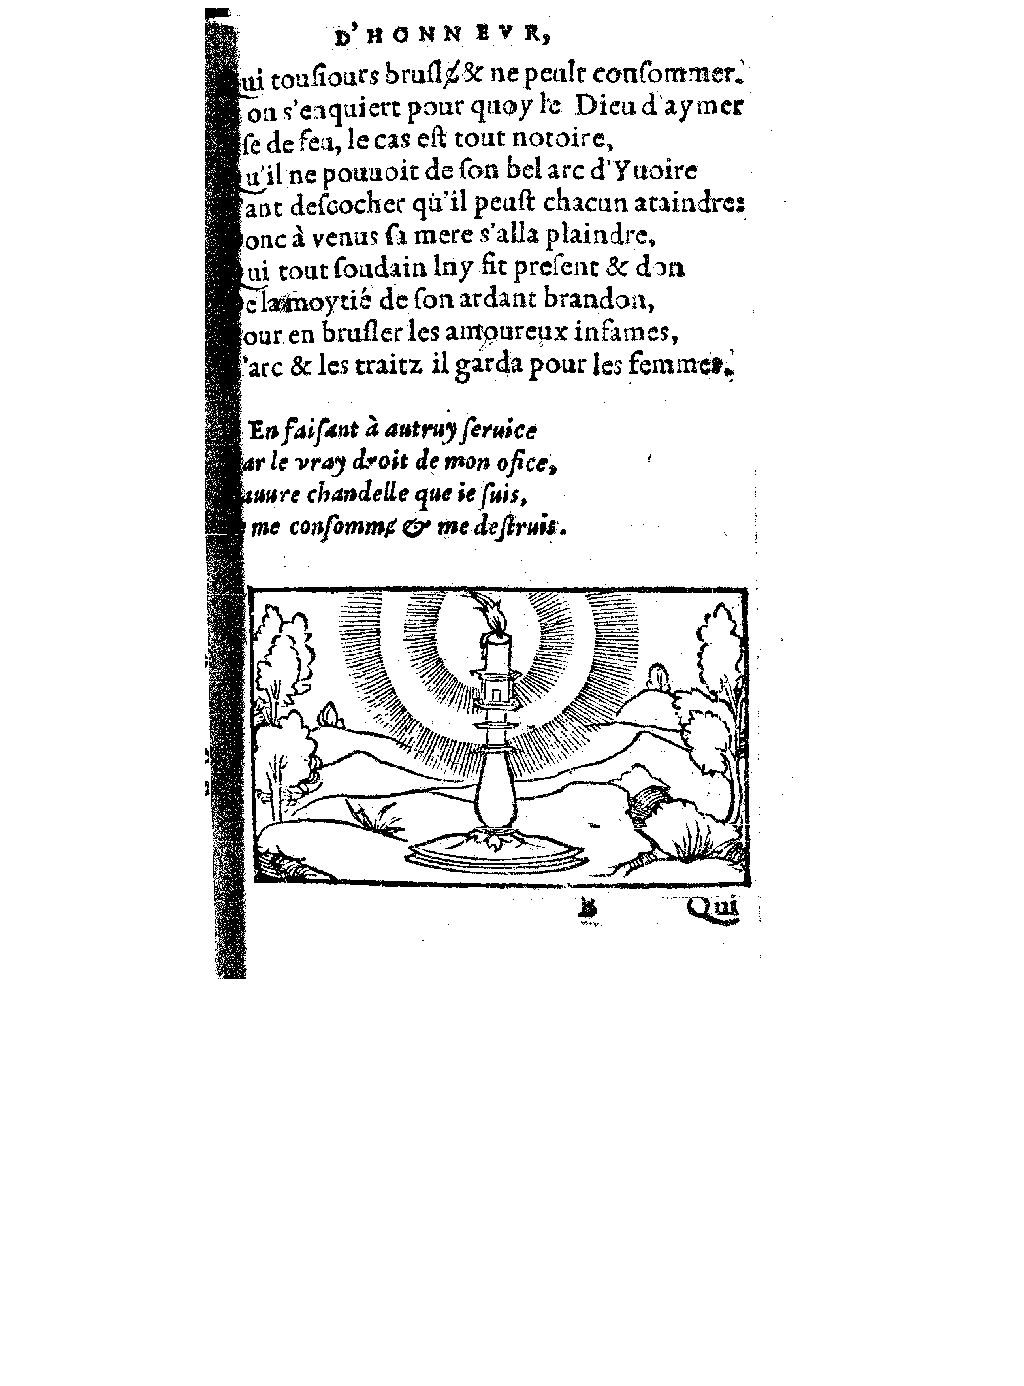 D'HONNEVR,
ui tousiours brusle̸ & ne peult consommer.
on s'enquiert pour quoy le Dieu d'aymer
se de feu, le cas est tout notoire,
u'il ne pouuoit de son bel arc d'Yuoire
ant descocher qu'il peust chacun ataindre:
onc à venus sa mere s'alla plaindre,
ui tout soudain luy fit present & don
e la moytié de son ardant brandon,
our en brusler les amoureux infames,
'arc & les traitz il garda pour les femmes.
En faisant à autruy seruice
ar le vray droit de mon ofice,
auure chandelle que ie suis,
me consomme̸ & me destruis.
B Qui